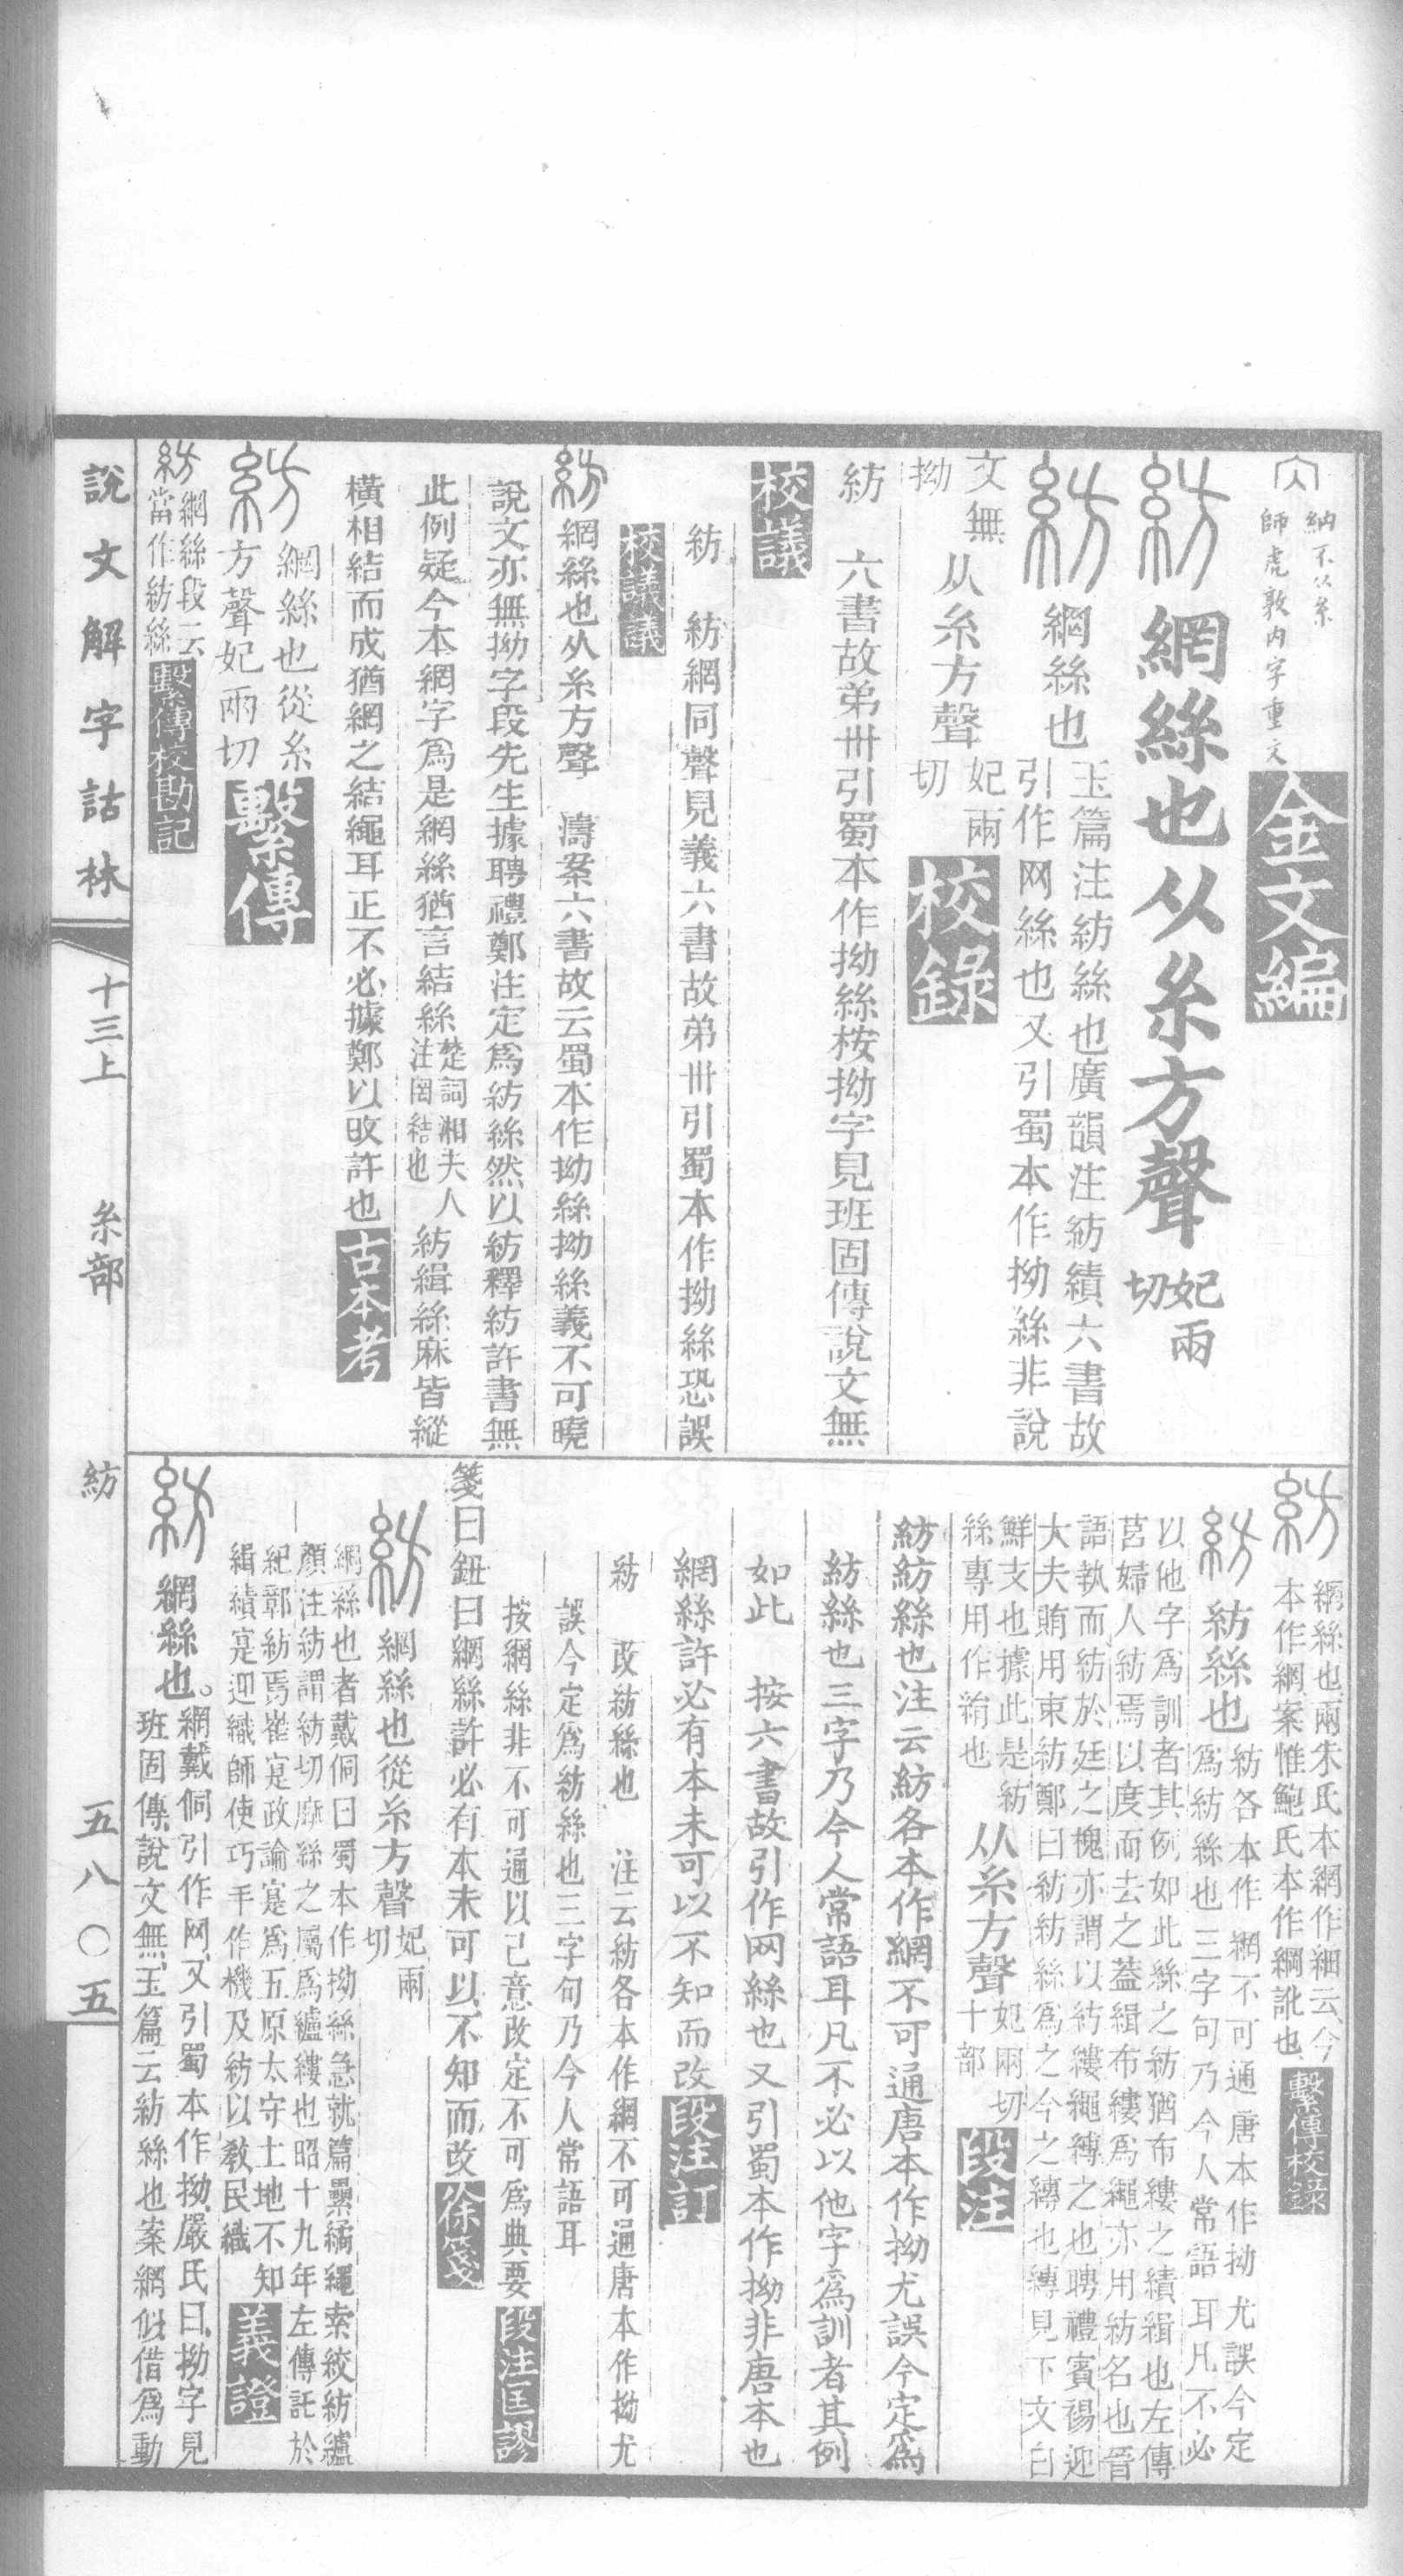 納不从糸
師虎敦內字重文
金文編
紡 網絲也从糸方聲 妃兩切
紡 網絲也 玉篇注紡絲也廣韻注紡績六書故
引作网絲也又引蜀本作拗絲非說
文無拗 从糸方聲 妃兩切 校錄
紡 六書故弟卅引蜀本作拗絲桉拗字見班固傳說文無
校議
紡 紡網同聲見義六書故弟卅引蜀本作拗絲恐誤
校議議
紡 網絲也从糸方聲 濤案六書故云蜀本作拗絲拗絲義不可曉
說文亦無拗字段先生據聘禮鄭注定爲紡絲然以紡釋紡許書無
此例疑今本網字爲是網絲猶言結絲 楚詞湘夫人注罔結也 紡緝絲麻皆縱
橫相結而成猶網之結繩耳正不必據鄭以改許也 古本考
紡 網絲也從糸方聲妃兩切 繫傳
紡 網絲段云當作紡絲 繫傳校勘記
紡 網絲也兩朱氏本網作細云今
本作網案惟鮑氏本作綱訛也 繫傳校錄
紡 紡絲也 紡各本作網不可通唐本作拗尤誤今定
爲紡絲也三字句乃今人常語耳凡不必
以他字爲訓者其例如此絲之紡猶布縷之績緝也左傳
莒婦人紡焉以度而去之葢緝布縷爲繩亦用紡名也晉
語執而紡於廷之槐亦謂以紡縷繩縛之也聘禮賓裼迎
大夫賄用束紡鄭曰紡紡絲爲之今之縳也縳見下文白
鮮支也據此是紡
絲專用作絹也 从糸方聲 妃兩切十部 段注
紡紡絲也注云紡各本作網不可通唐本作拗尤誤今定爲
紡絲也三字乃今人常語耳凡不必以他字爲訓者其例
如此 按六書故引作网絲也又引蜀本作拗非唐本也
網絲許必有本未可以不知而改 段注訂
紡 改紡絲也 注云紡各本作網不可通唐本作拗尤
誤今定爲紡絲也三字句乃今人常語耳
按網絲非不可通以己意改定不可爲典要 段注匡謬
箋曰鈕曰網絲許必有本未可以不知而改 徐箋
紡 網絲也從糸方聲 妃兩切
網絲也者戴侗曰蜀本作拗絲急就篇纍繘繩索絞紡纑
顏注紡謂紡切麻絲之屬爲纑縷也昭十九年左傳託於
紀鄣紡焉崔寔政論寔爲五原太守土地不知
緝績寔迎織師使巧手作機及紡以敎民織 義證
紡 網絲也。 網戴侗引作网、又引蜀本作拗、嚴氏曰、拗字見
班固傳、說文無、玉篇云紡絲也案網似借爲動
說文解字詁林 十三上 糸部 紡 五八〇五